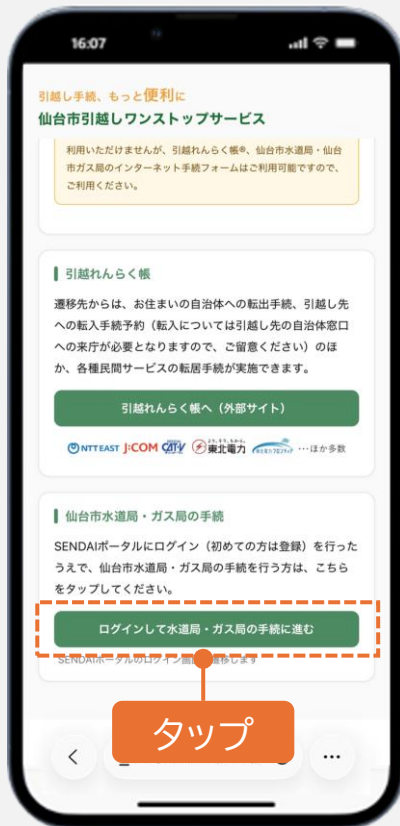 16:07
引越し手続、もっと便利に
仙台市引越しワンストップサービス
利用いただけませんが、引越れんらく帳®、仙台市水道局・仙台
市ガス局のインターネット手続フォームはご利用可能ですので、
ご利用ください。
引越れんらく帳
遷移先からは、お住まいの自治体への転出手続、引越し先
への転入手続予約（転入については引越し先の自治体窓口
への来庁が必要となりますので、ご留意ください）のほ
か、各種民間サービスの転居手続が実施できます。
引越れんらく帳へ（外部サイト）
NTT EAST J:COM CATV 東北電力 …ほか多数
仙台市水道局・ガス局の手続
SENDAIポータルにログイン（初めての方は登録）を行った
うえで、仙台市水道局・ガス局の手続を行う方は、こちら
をタップしてください。
ログインして水道局・ガス局の手続に進む
SENDAIポータルのログイン画面に遷移します
タップ